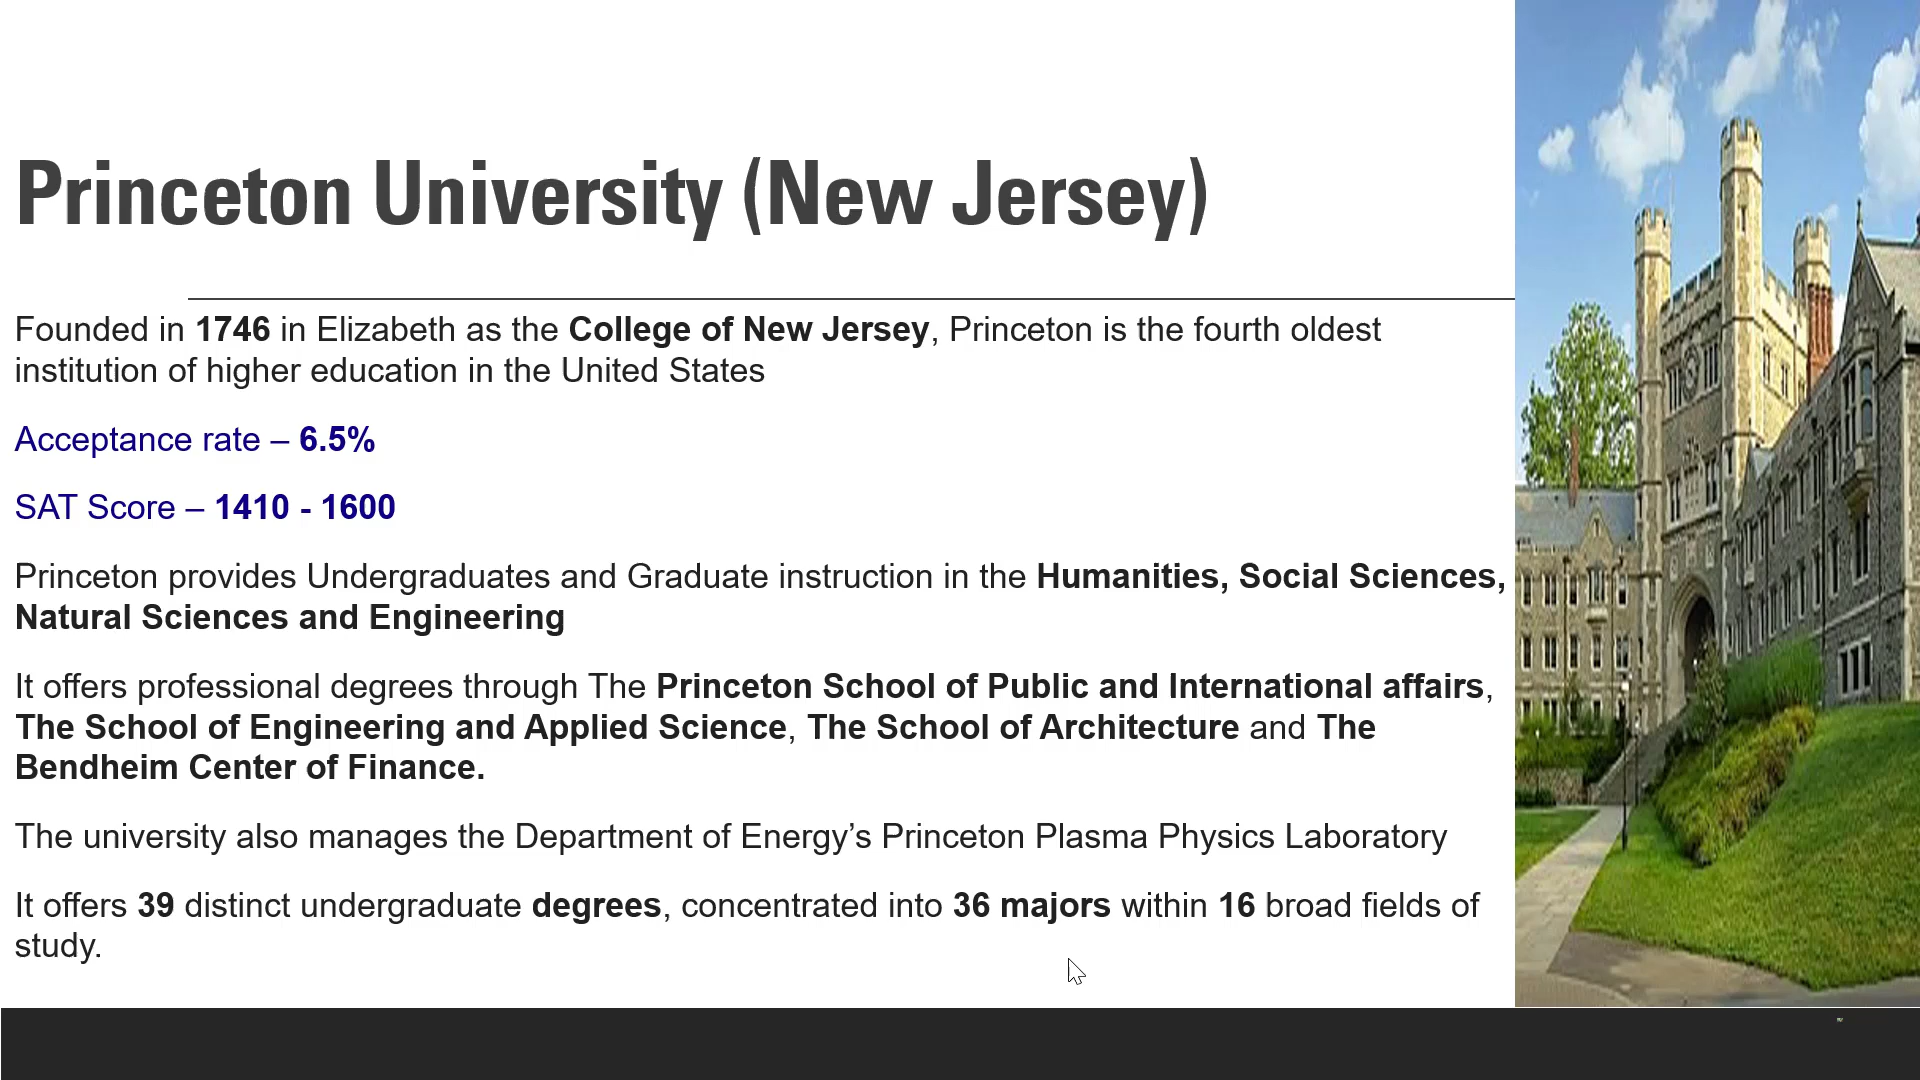 Princeton University (New Jersey)
Founded in 1746 in Elizabeth as the College of New Jersey, Princeton is the fourth oldest
institution of higher education in the United States
Acceptance rate – 6.5%
SAT Score – 1410 - 1600
Princeton provides Undergraduates and Graduate instruction in the Humanities, Social Sciences,
Natural Sciences and Engineering
It offers professional degrees through The Princeton School of Public and International affairs,
The School of Engineering and Applied Science, The School of Architecture and The
Bendheim Center of Finance.
The university also manages the Department of Energy’s Princeton Plasma Physics Laboratory
It offers 39 distinct undergraduate degrees, concentrated into 36 majors within 16 broad fields of
study.